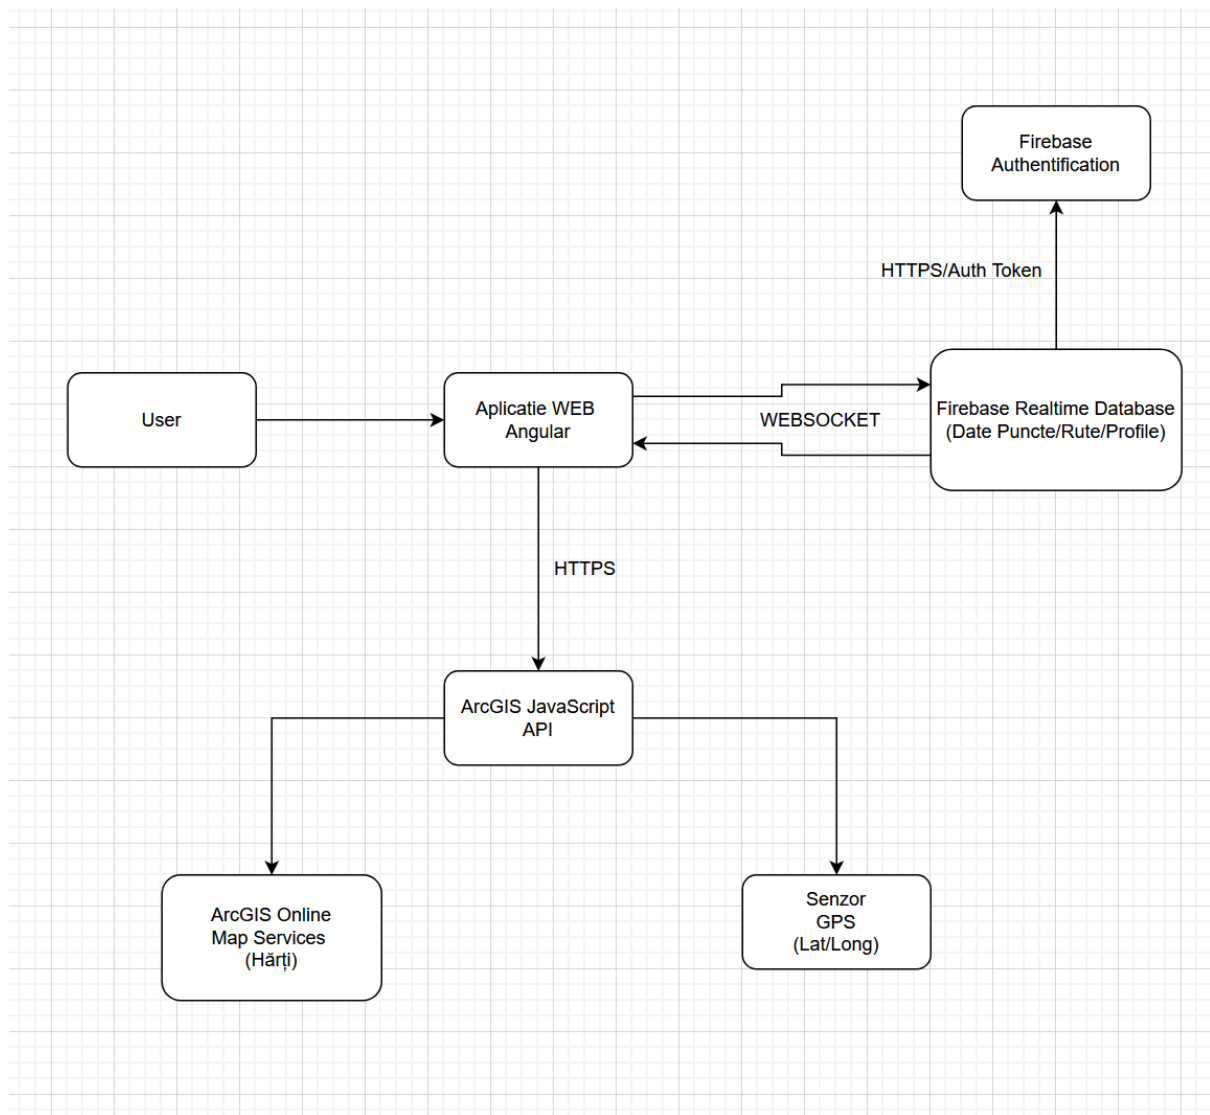 Firebase
Authentification
HTTPS/Auth Token
User
Aplicatie WEB
Angular
WEBSOCKET
Firebase Realtime Database
(Date Puncte/Rute/Profile)
HTTPS
ArcGIS JavaScript
API
ArcGIS Online
Map Services
(Hărți)
Senzor
GPS
(Lat/Long)